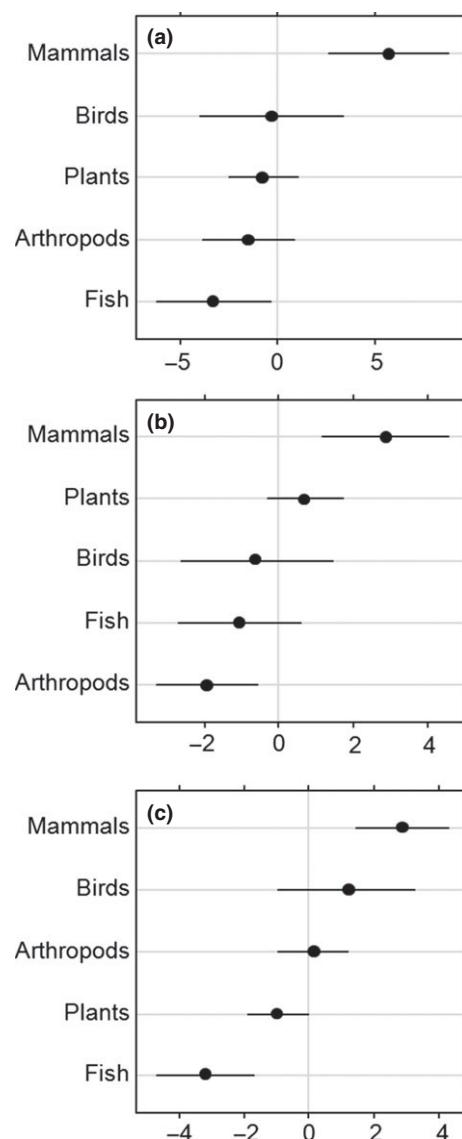 (a)
Mammals
Birds
Plants
Arthropods
Fish
−5 0 5
(b)
Mammals
Plants
Birds
Fish
Arthropods
−2 0 2 4
(c)
Mammals
Birds
Arthropods
Plants
Fish
−4 −2 0 2 4